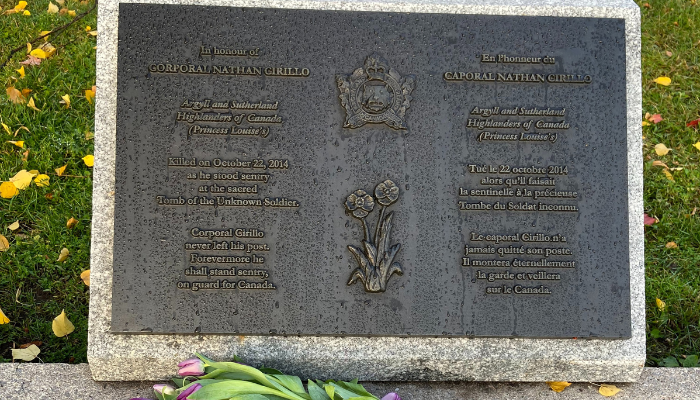 In honour of
CORPORAL NATHAN CIRILLO
Argyll and Sutherland
Highlanders of Canada
(Princess Louise's)
Killed on October 22, 2014
as he stood sentry
at the sacred
Tomb of the Unknown Soldier.
Corporal Cirillo
never left his post.
Forevermore he
shall stand sentry,
on guard for Canada.
En l'honneur du
CAPORAL NATHAN CIRILLO
Argyll and Sutherland
Highlanders of Canada
(Princess Louise's)
Tué le 22 octobre 2014
alors qu'il faisait
la sentinelle à la précieuse
Tombe du Soldat inconnu.
Le caporal Cirillo n'a
jamais quitté son poste.
Il montera éternellement
la garde et veillera
sur le Canada.